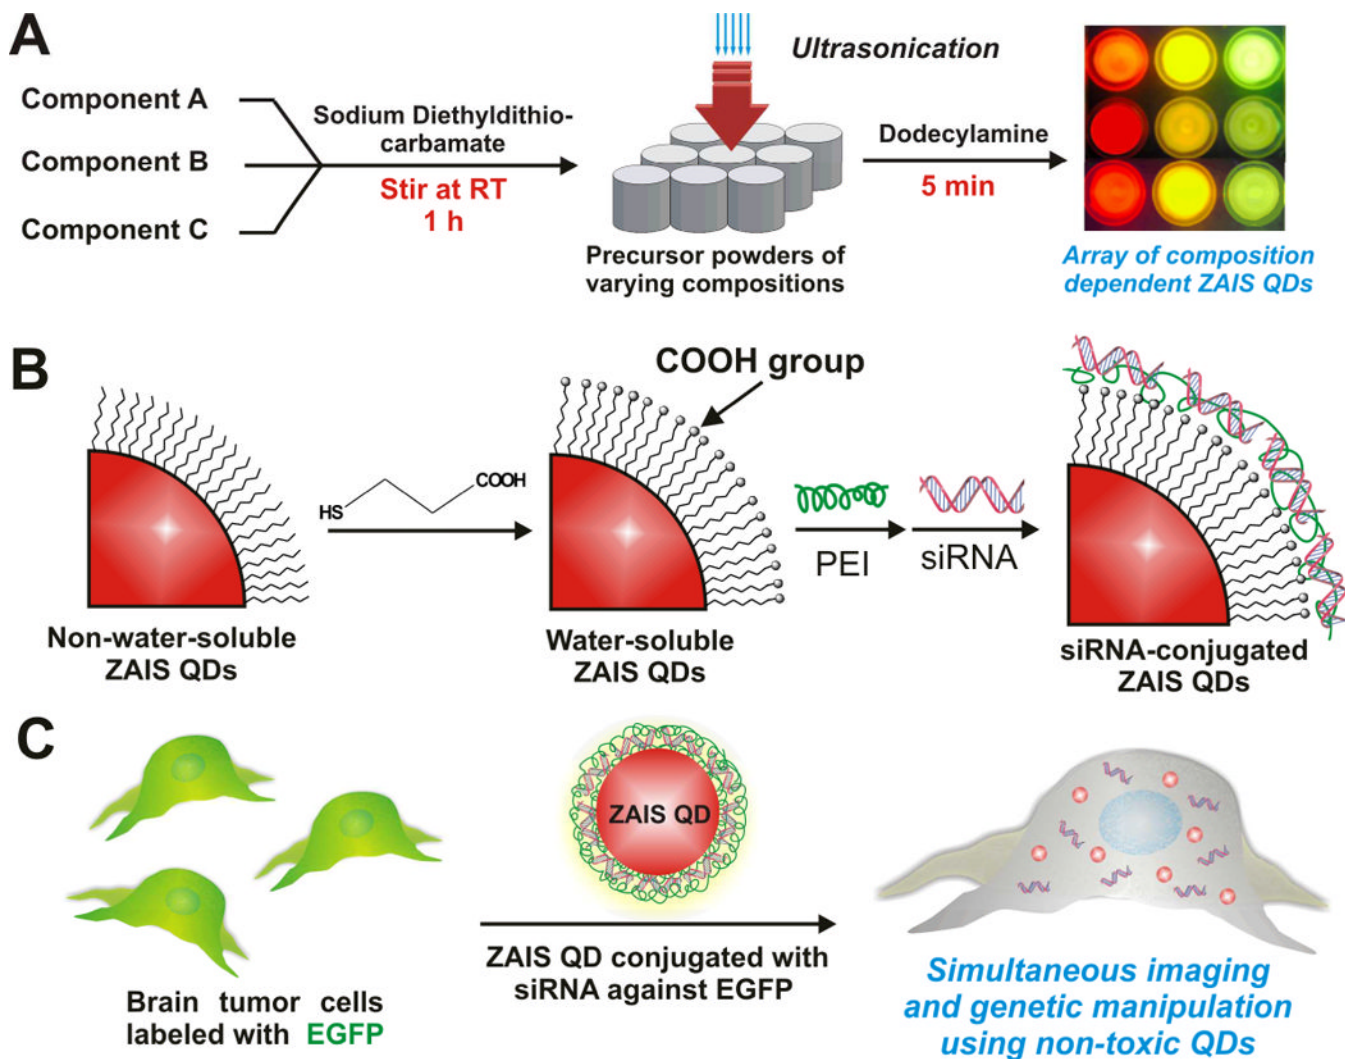 A
Component A
Component B
Component C
Sodium Diethyldithio-
carbamate
Stir at RT
1 h
Ultrasonication
Precursor powders of
varying compositions
Dodecylamine
5 min
Array of composition
dependent ZAIS QDs
B
COOH group
HS
COOH
PEI
siRNA
Non-water-soluble
ZAIS QDs
Water-soluble
ZAIS QDs
siRNA-conjugated
ZAIS QDs
C
Brain tumor cells
labeled with EGFP
ZAIS QD
ZAIS QD conjugated with
siRNA against EGFP
Simultaneous imaging
and genetic manipulation
using non-toxic QDs